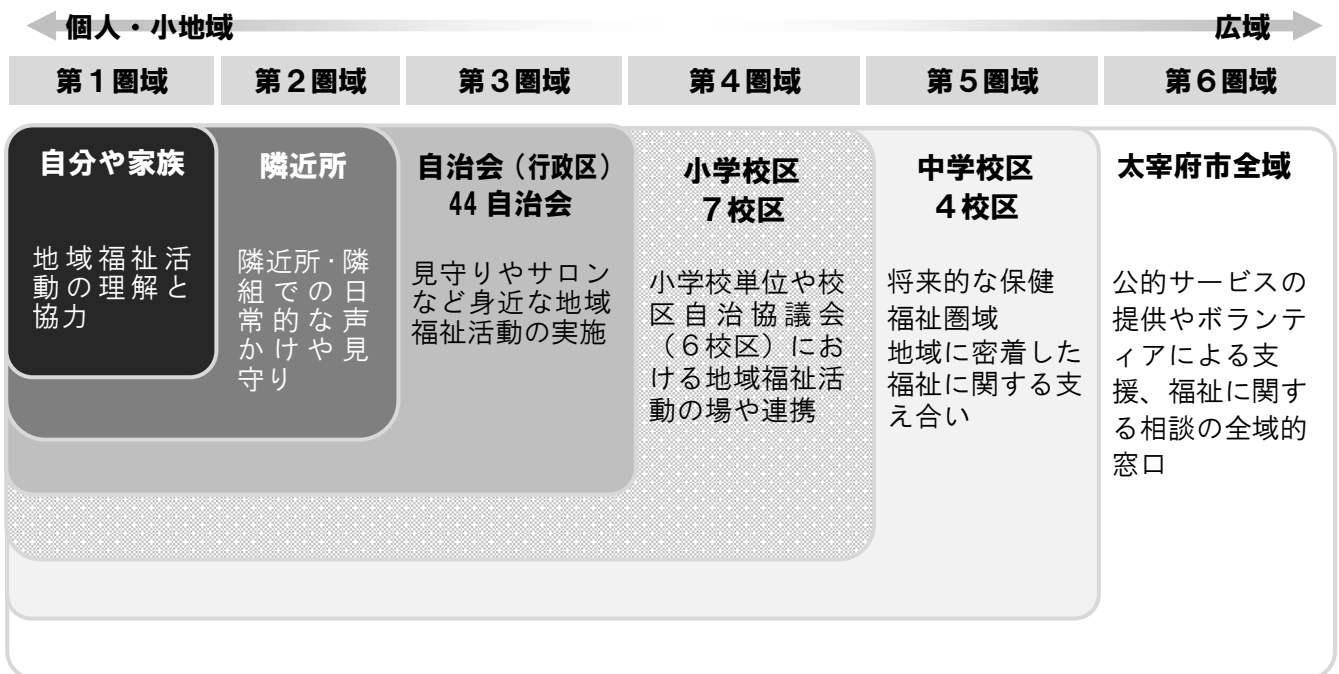 個人・小地域
広域
第1圏域
第2圏域
第3圏域
第4圏域
第5圏域
第6圏域
自分や家族
地域福祉活
動の理解と
協力
隣近所
隣近所・隣
組での日
常的な声
かけや見
守り
自治会（行政区）
44自治会
見守りやサロン
など身近な地域
福祉活動の実施
小学校区
7校区
小学校単位や校
区自治協議会
（6校区）にお
ける地域福祉活
動の場や連携
中学校区
4校区
将来的な保健
福祉圏域
地域に密着した
福祉に関する支
え合い
太宰府市全域
公的サービスの
提供やボランテ
ィアによる支
援、福祉に関す
る相談の全域的
窓口